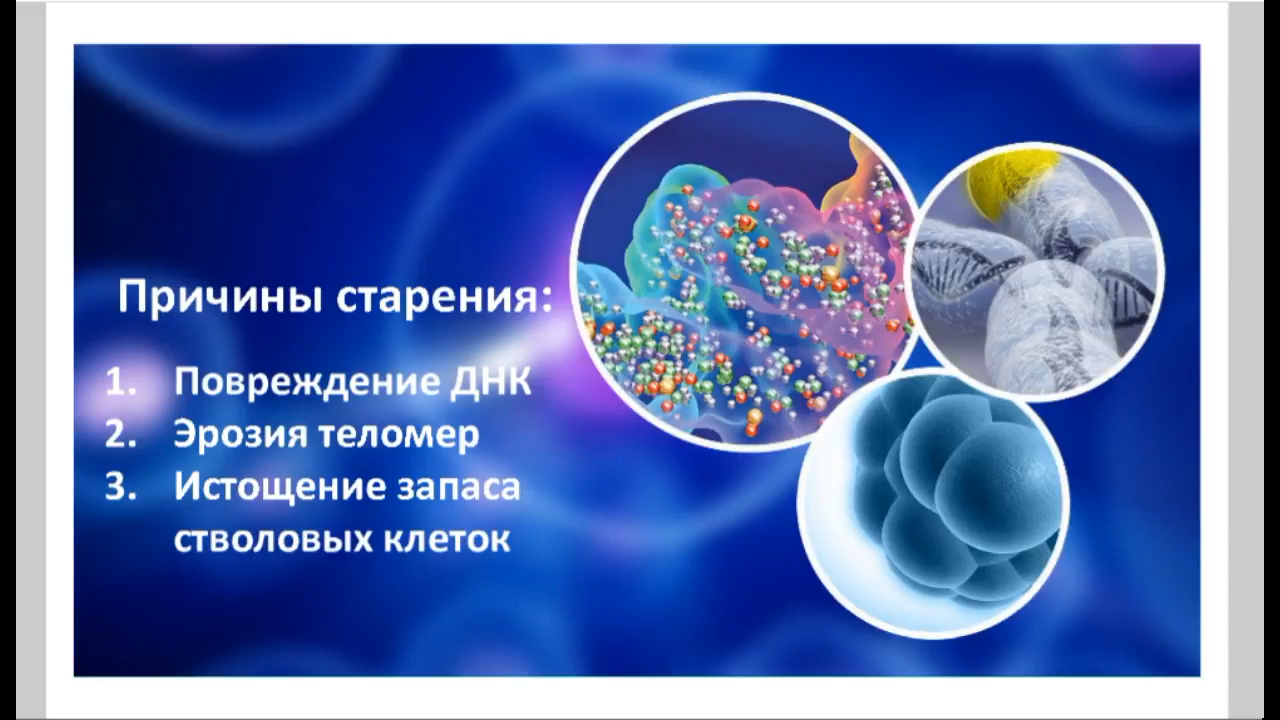 Причины старения:
1. Повреждение ДНК
2. Эрозия теломер
3. Истощение запаса
стволовых клеток